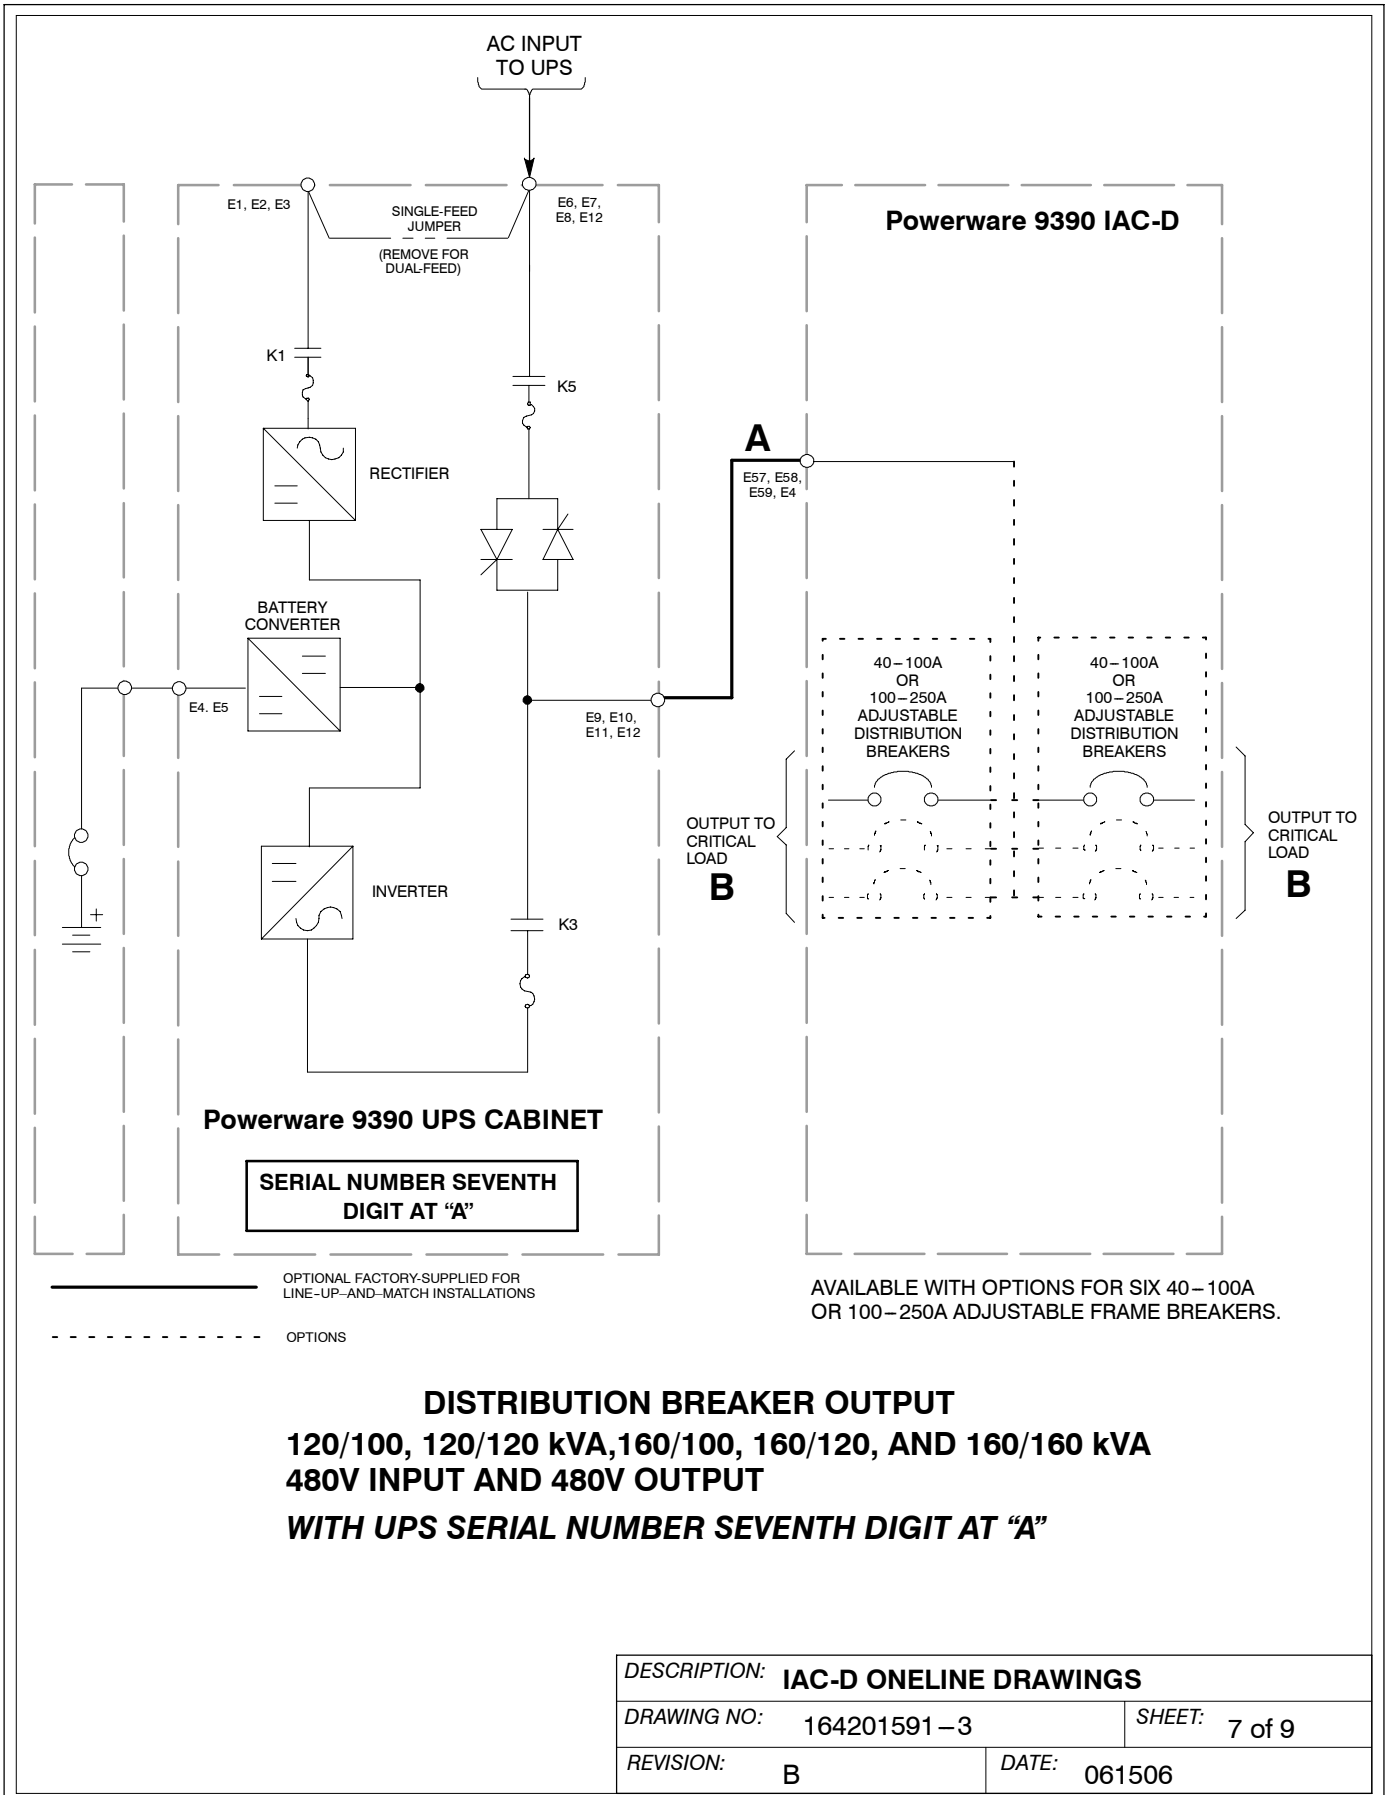 AC INPUT
TO UPS
E1, E2, E3
SINGLE-FEED
JUMPER
(REMOVE FOR
DUAL-FEED)
E6, E7,
E8, E12
Powerware 9390 IAC-D
K1
K5
RECTIFIER
A
E57, E58,
E59, E4
BATTERY
CONVERTER
E4. E5
E9, E10,
E11, E12
40–100A
OR
100–250A
ADJUSTABLE
DISTRIBUTION
BREAKERS
40–100A
OR
100–250A
ADJUSTABLE
DISTRIBUTION
BREAKERS
OUTPUT TO
CRITICAL
LOAD
B
OUTPUT TO
CRITICAL
LOAD
B
INVERTER
+
K3
Powerware 9390 UPS CABINET
SERIAL NUMBER SEVENTH
DIGIT AT “A”
OPTIONAL FACTORY-SUPPLIED FOR
LINE-UP–AND–MATCH INSTALLATIONS
OPTIONS
AVAILABLE WITH OPTIONS FOR SIX 40–100A
OR 100–250A ADJUSTABLE FRAME BREAKERS.
DISTRIBUTION BREAKER OUTPUT
120/100, 120/120 kVA,160/100, 160/120, AND 160/160 kVA
480V INPUT AND 480V OUTPUT
WITH UPS SERIAL NUMBER SEVENTH DIGIT AT “A”
DESCRIPTION: IAC-D ONELINE DRAWINGS
DRAWING NO: 164201591–3 SHEET: 7 of 9
REVISION: B DATE: 061506